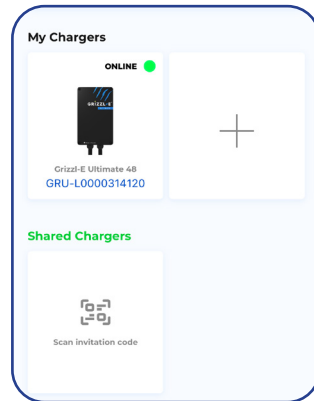 My Chargers
ONLINE
GRIZZL-E
Grizzl-E Ultimate 48
GRU-L0000314120
Shared Chargers
Scan invitation code